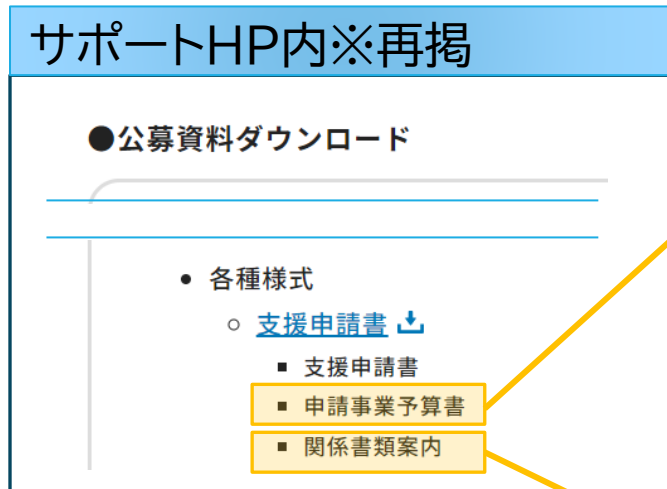 サポートHP内※再掲
●公募資料ダウンロード
• 各種様式
○ 支援申請書
■ 支援申請書
■ 申請事業予算書
■ 関係書類案内